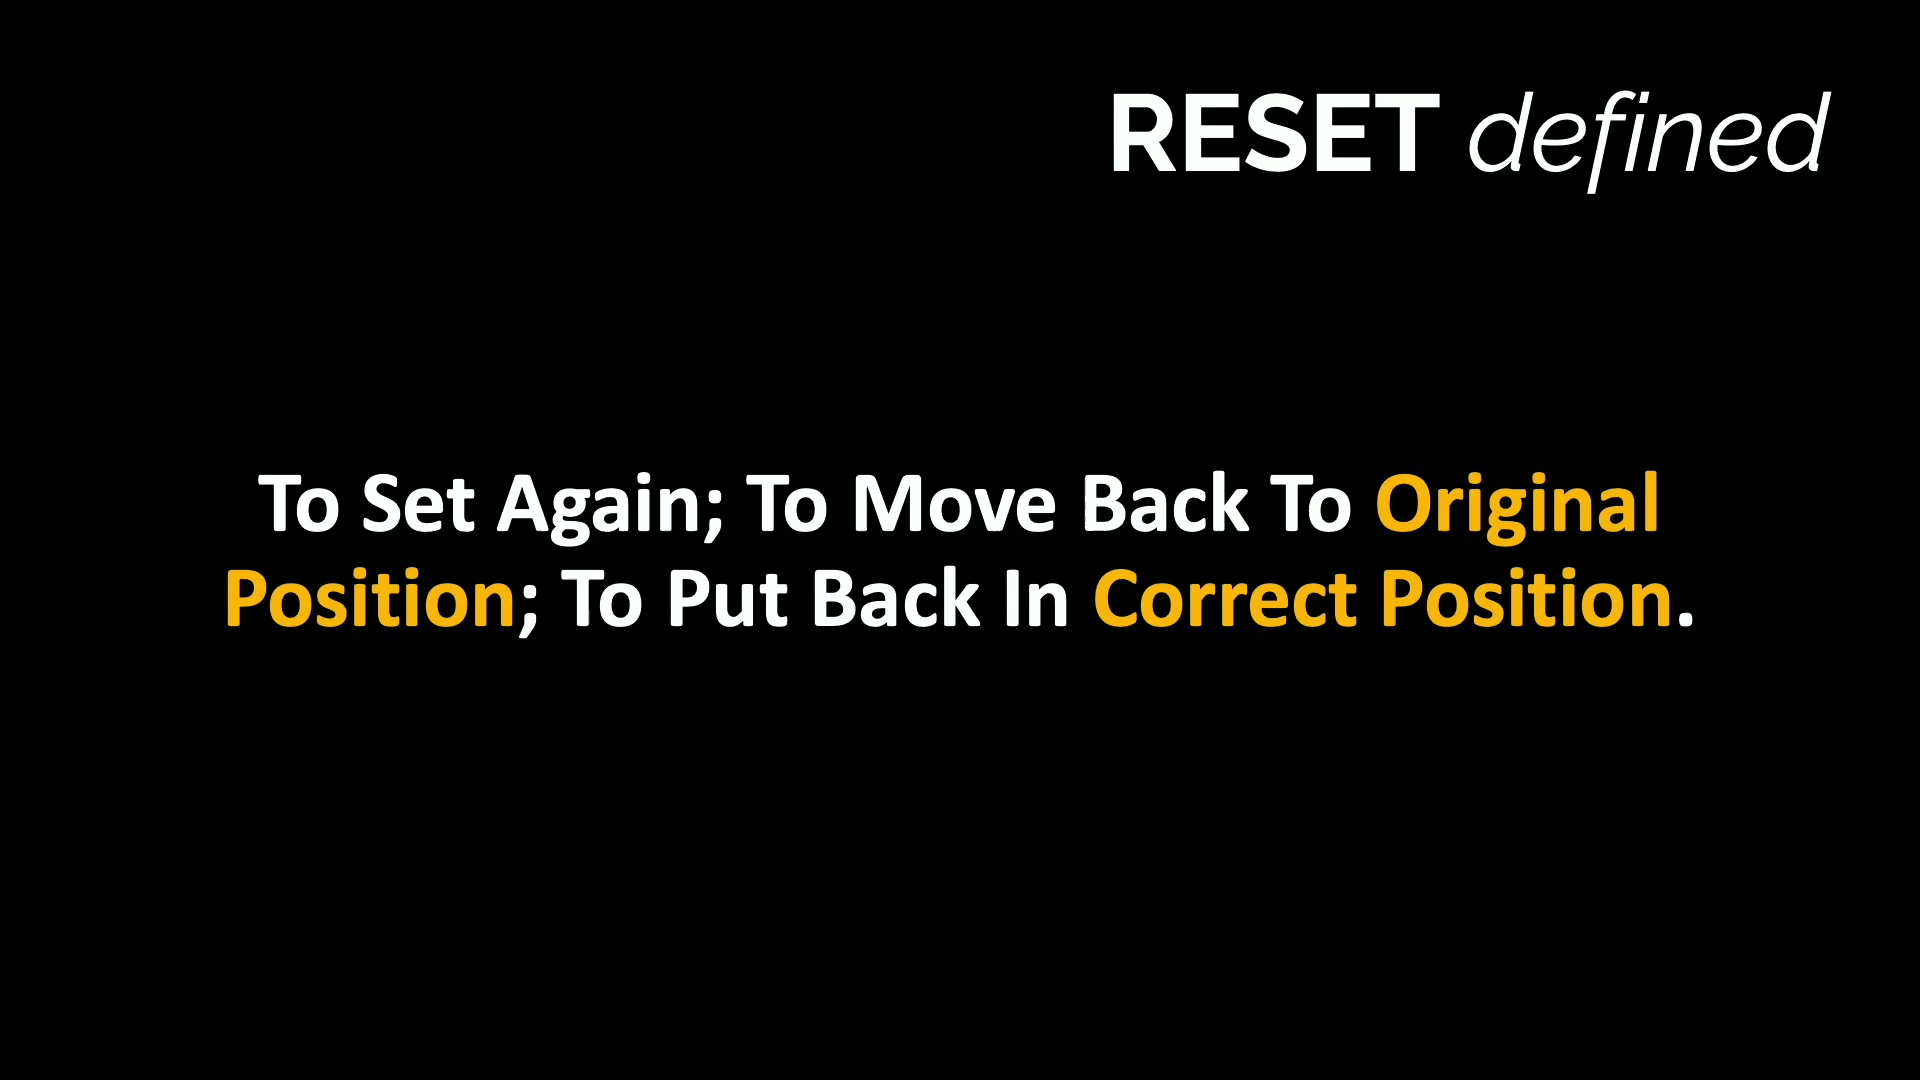 RESET defined
To Set Again; To Move Back To Original
Position; To Put Back In Correct Position.